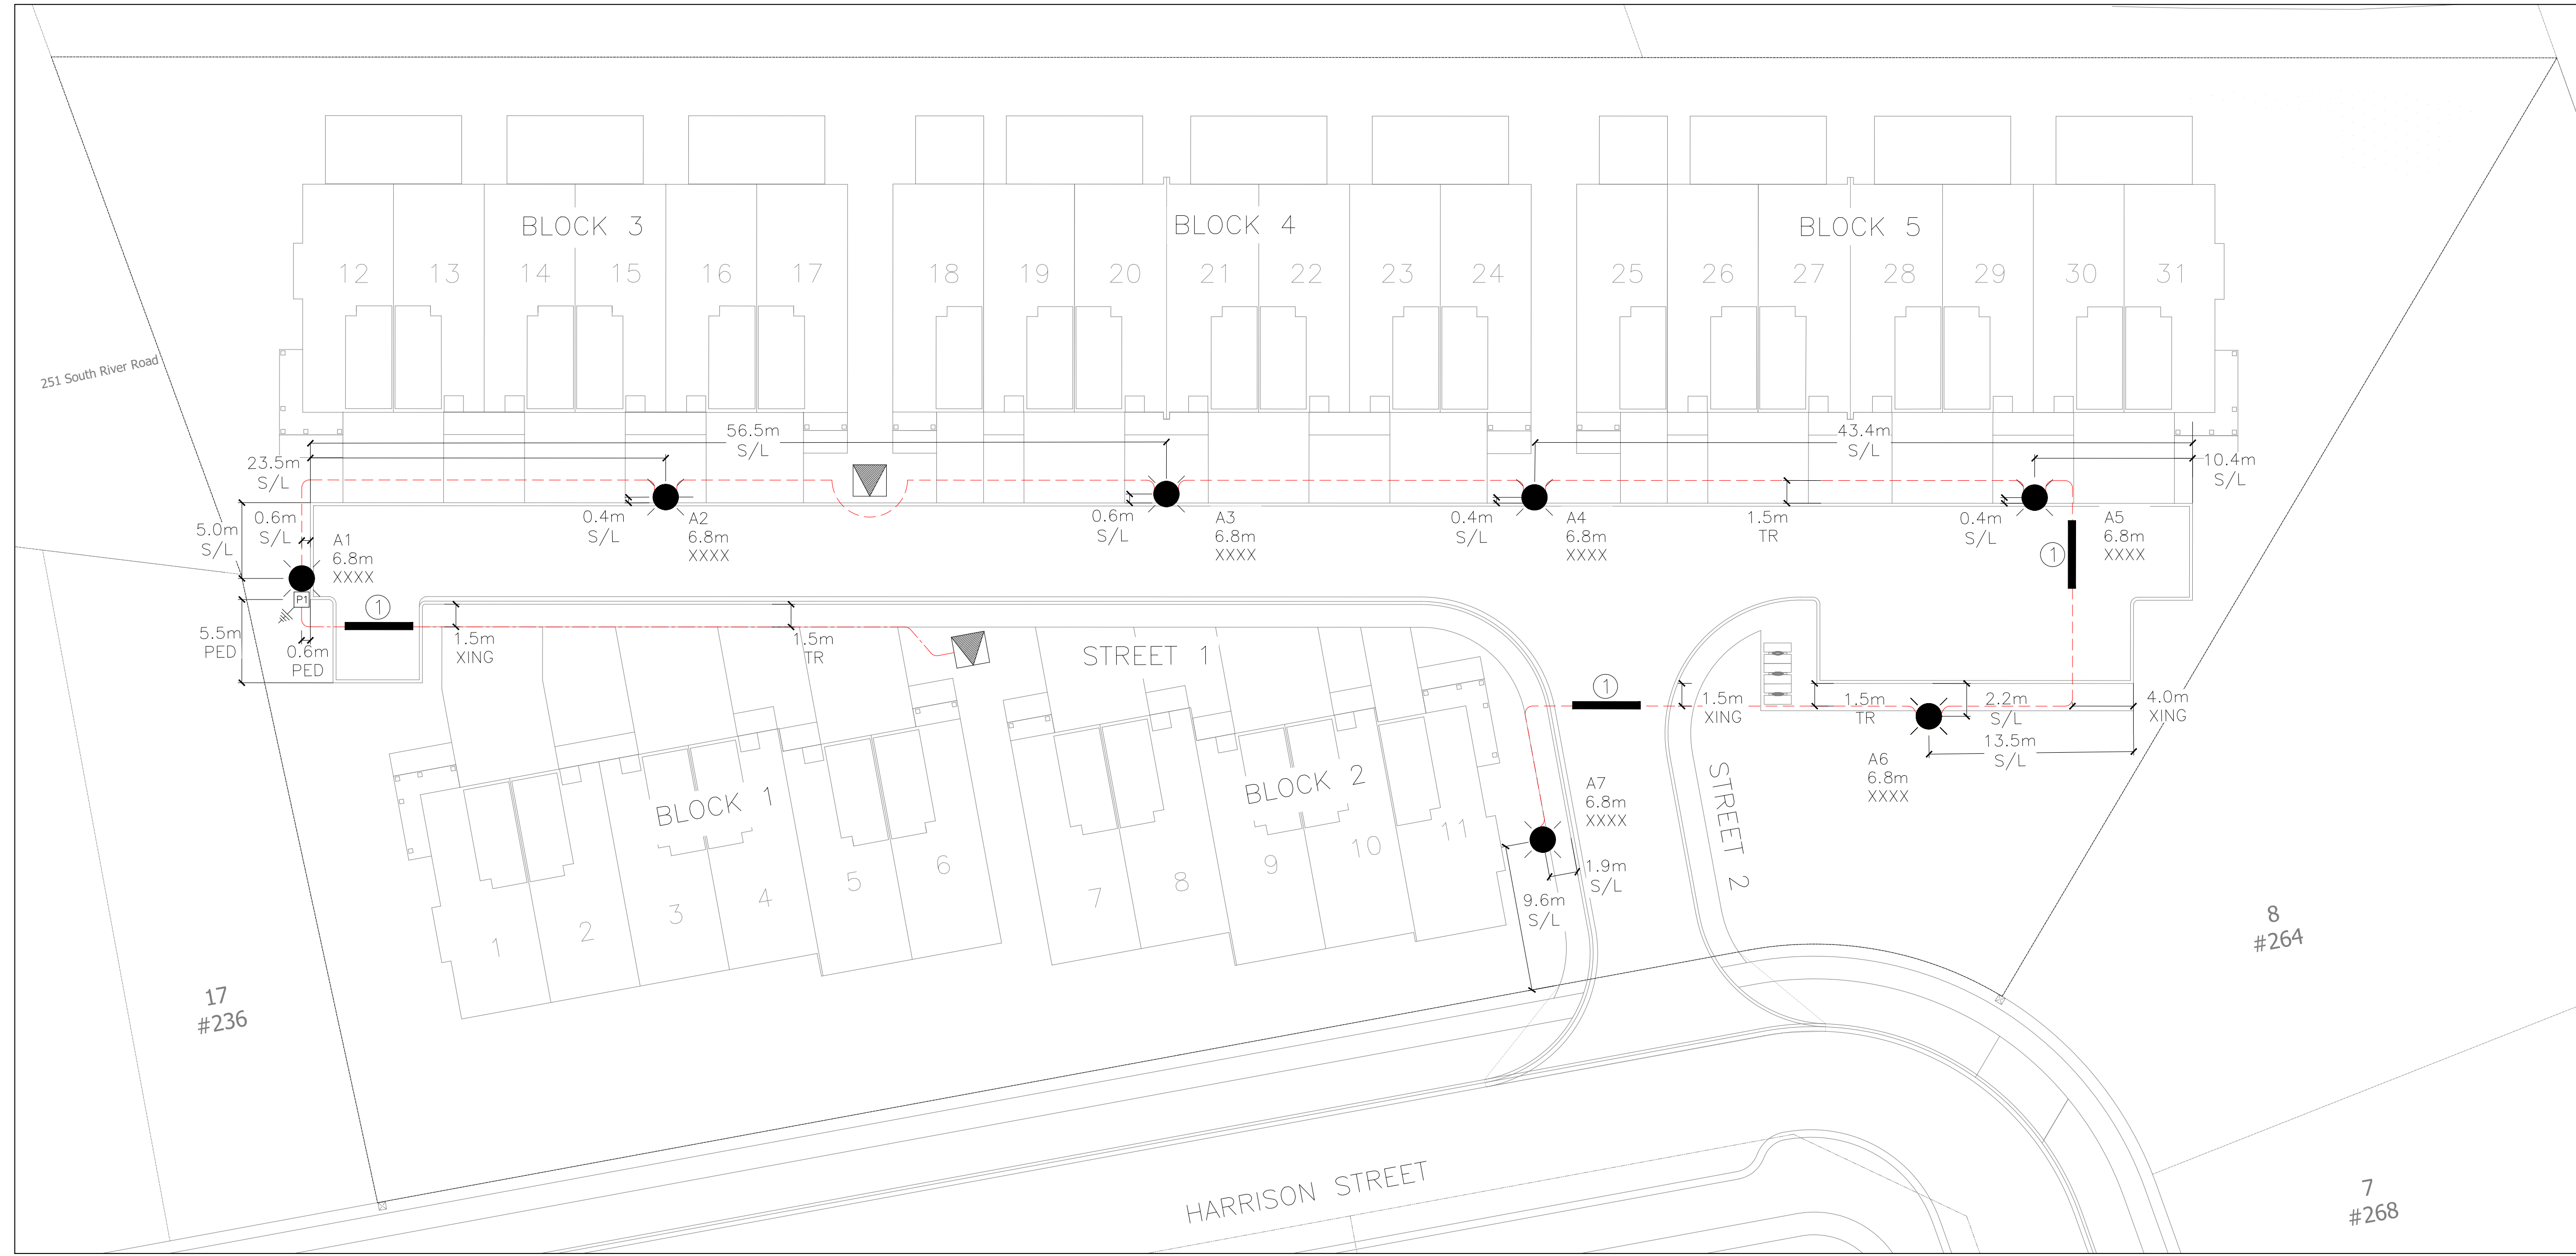 BLOCK 3
BLOCK 4
BLOCK 5
12
13
14
15
16
17
18
19
20
21
22
23
24
25
26
27
28
29
30
31
251 South River Road
56.5m
S/L
43.4m
S/L
23.5m
S/L
10.4m
S/L
5.0m
S/L
0.6m
S/L
A1
6.8m
XXXX
0.4m
S/L
A2
6.8m
XXXX
0.6m
S/L
A3
6.8m
XXXX
0.4m
S/L
A4
6.8m
XXXX
1.5m
TR
0.4m
S/L
1
A5
6.8m
XXXX
P1
1
5.5m
PED
0.6m
PED
1.5m
XING
1.5m
TR
STREET 1
1
1.5m
XING
1.5m
TR
2.2m
S/L
4.0m
XING
13.5m
S/L
A6
6.8m
XXXX
A7
6.8m
XXXX
STREET 2
1.9m
S/L
9.6m
S/L
BLOCK 1
BLOCK 2
1
2
3
4
5
6
7
8
9
10
11
17
#236
8
#264
HARRISON STREET
7
#268